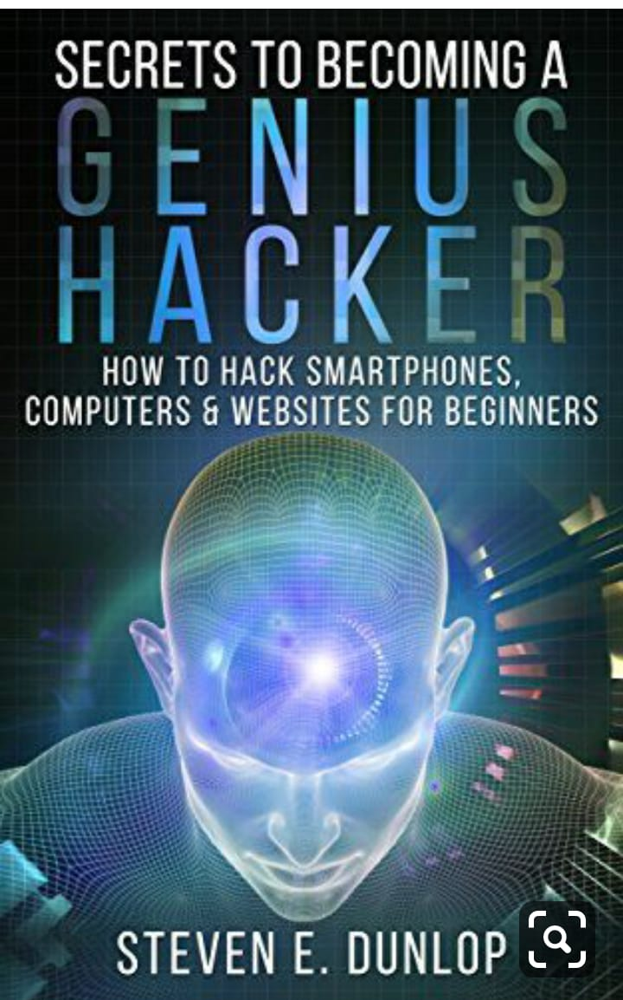 SECRETS TO BECOMING A
GENIUS
HACKER
HOW TO HACK SMARTPHONES,
COMPUTERS & WEBSITES FOR BEGINNERS
STEVEN E. DUNLOP